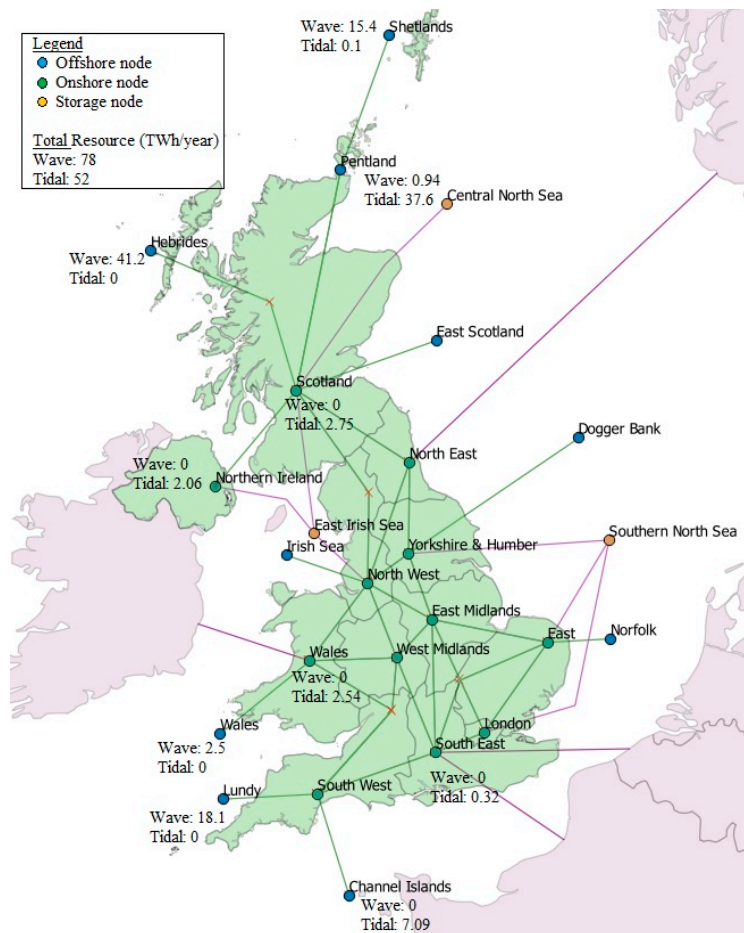 Wave: 15.4
Tidal: 0.1
Shetlands
Legend
Offshore node
Onshore node
Storage node
Total Resource (TWh/year)
Wave: 78
Tidal: 52
Pentland
Wave: 0.94
Tidal: 37.6
Central North Sea
Hebrides
Wave: 41.2
Tidal: 0
East Scotland
Scotland
Wave: 0
Tidal: 2.75
Dogger Bank
North East
Wave: 0
Tidal: 2.06
Northern Ireland
East Irish Sea
Southern North Sea
Irish Sea
Yorkshire & Humber
North West
East Midlands
East
Norfolk
Wales
West Midlands
Wave: 0
Tidal: 2.54
Wales
Wave: 2.5
Tidal: 0
London
South East
Wave: 0
Tidal: 0.32
Lundy
Wave: 18.1
Tidal: 0
South West
Channel Islands
Wave: 0
Tidal: 7.09